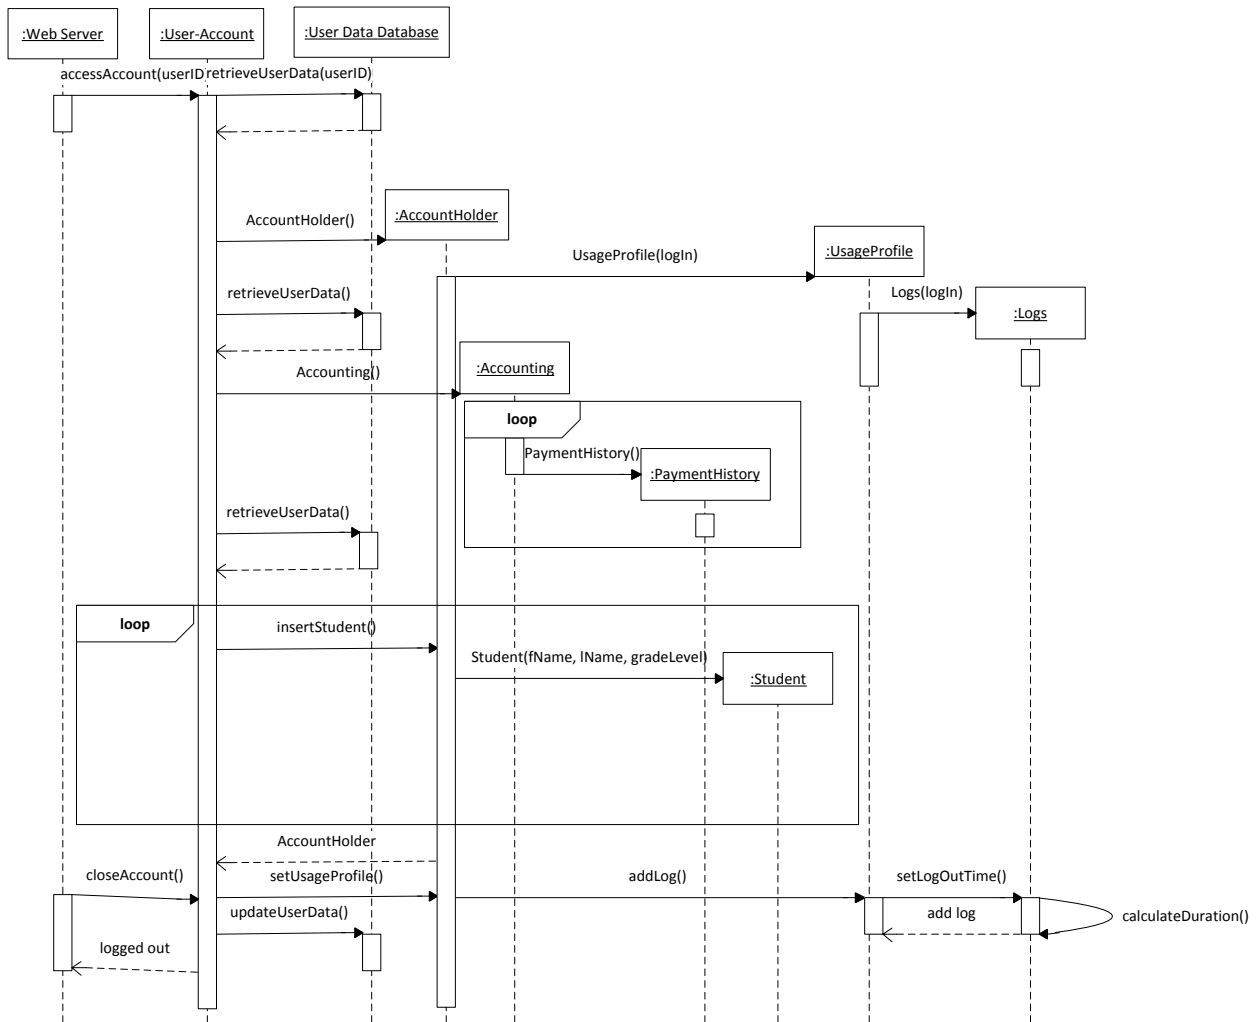 :Web Server
:User-Account
:User Data Database
accessAccount(userID
retrieveUserData(userID)
:AccountHolder
AccountHolder()
:UsageProfile
UsageProfile(logIn)
retrieveUserData()
Logs(logIn)
:Logs
:Accounting
Accounting()
loop
PaymentHistory()
:PaymentHistory
retrieveUserData()
loop
insertStudent()
Student(fName, lName, gradeLevel)
:Student
AccountHolder
closeAccount()
setUsageProfile()
addLog()
setLogOutTime()
updateUserData()
add log
calculateDuration()
logged out